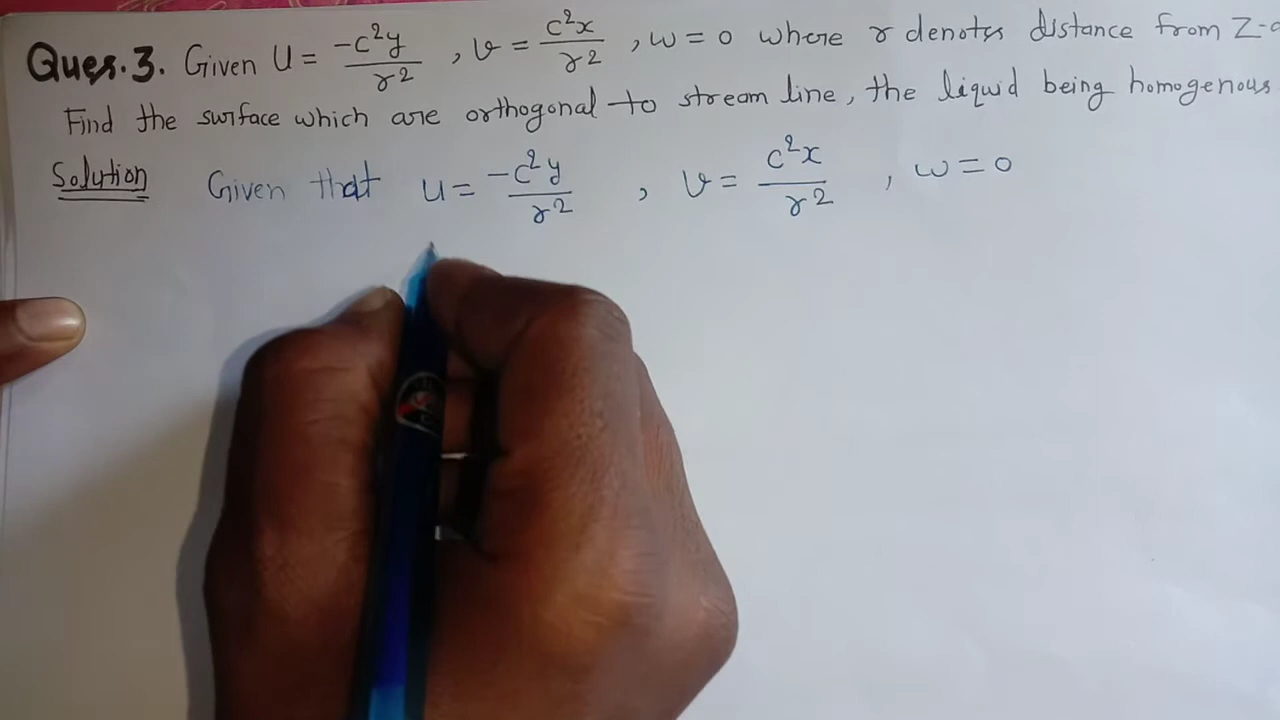 Ques.3. Given U = -c²y/r² , v = c²x/r² , w = 0 where r denotes distance from Z-
Find the surface which are orthogonal to stream line, the liquid being homogenous.
Solution Given that u = -c²y/r² , v = c²x/r² , w = 0